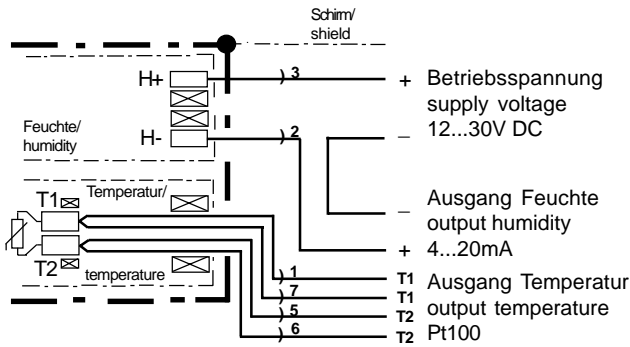 Schirm/
shield
H+
) 3
+ Betriebsspannung
supply voltage
– 12...30V DC
H-
) 2
Feuchte/
humidity
– Ausgang Feuchte
output humidity
+ 4...20mA
T1
Temperatur/
T2
temperature
) 1 T1 Ausgang Temperatur
) 7 T1 output temperature
) 5 T2
) 6 T2 Pt100